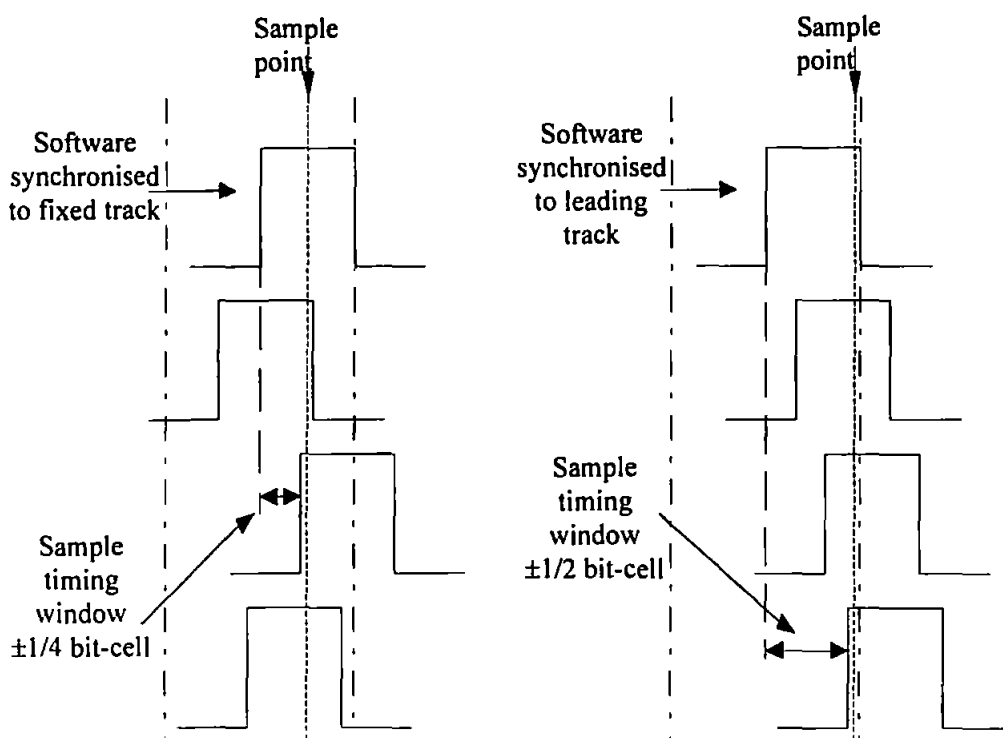 Sample
point
Software
synchronised
to fixed track
Sample
timing
window
±1/4 bit-cell
Sample
point
Software
synchronised
to leading
track
Sample
timing
window
±1/2 bit-cell